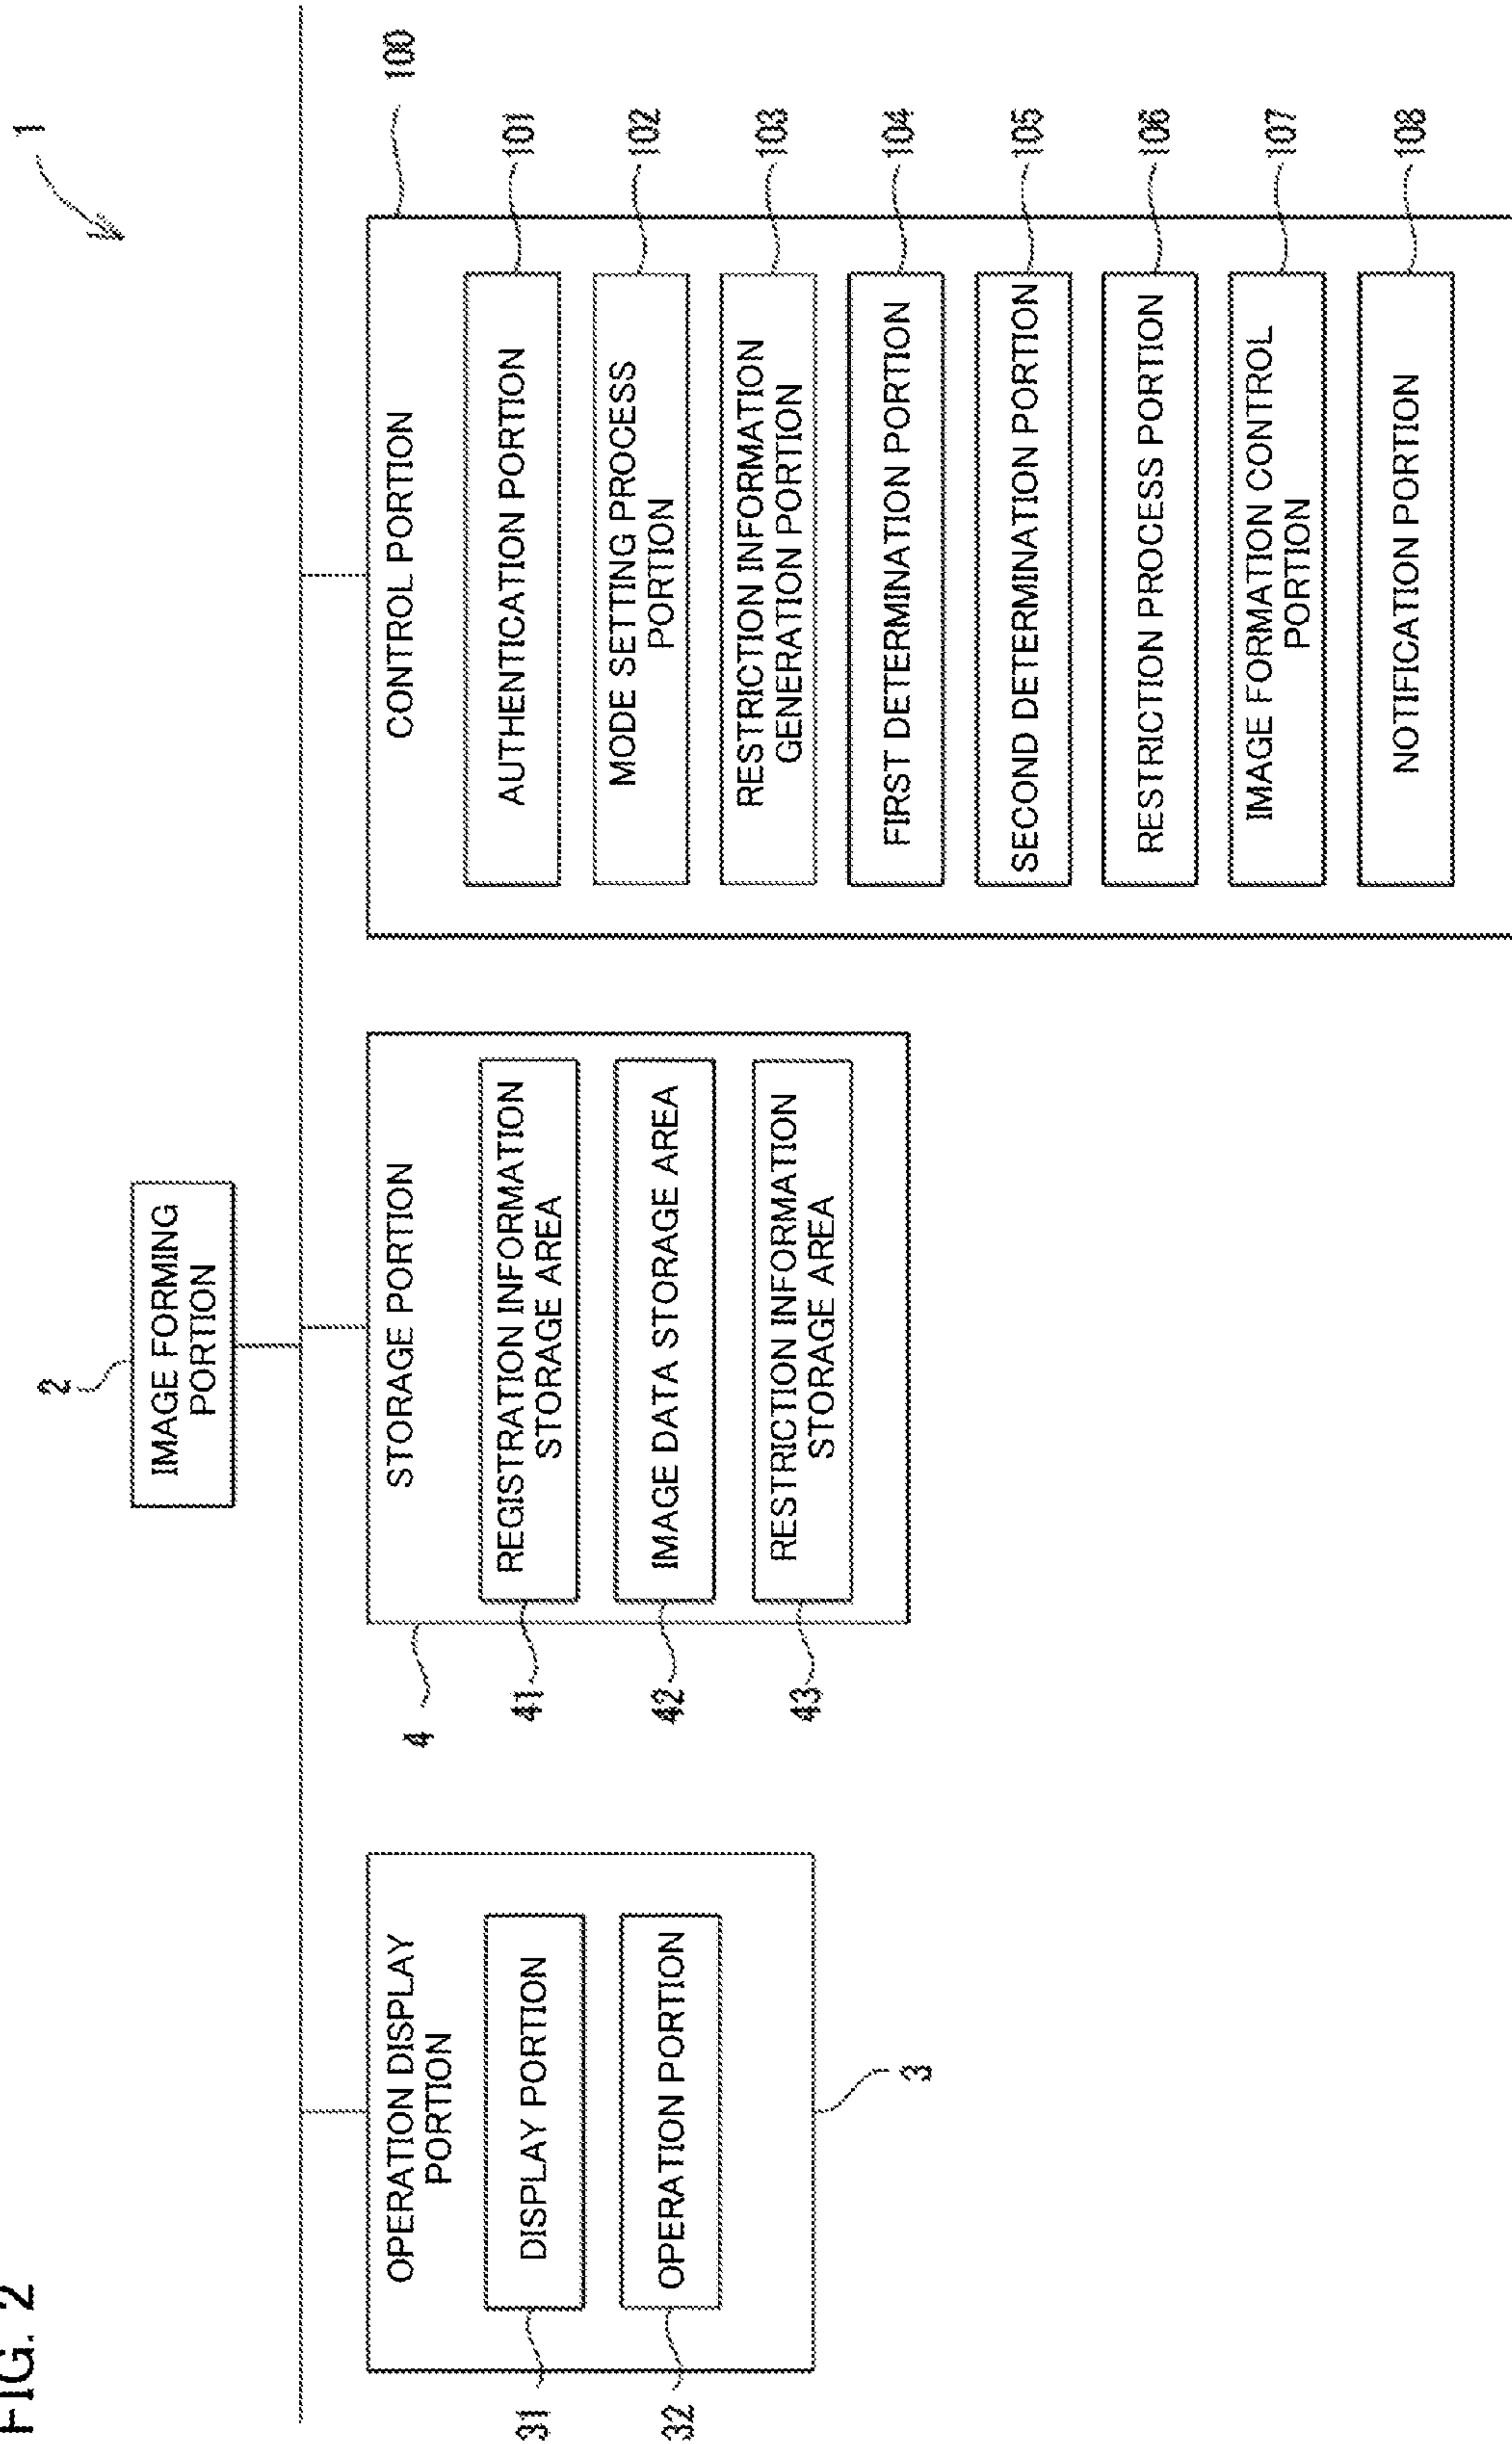 FIG. 2
1
2
IMAGE FORMING
PORTION
OPERATION DISPLAY
PORTION
31
DISPLAY PORTION
32
OPERATION PORTION
3
4
STORAGE PORTION
41
REGISTRATION INFORMATION
STORAGE AREA
42
IMAGE DATA STORAGE AREA
43
RESTRICTION INFORMATION
STORAGE AREA
100
CONTROL PORTION
AUTHENTICATION PORTION
101
MODE SETTING PROCESS
PORTION
102
RESTRICTION INFORMATION
GENERATION PORTION
103
FIRST DETERMINATION PORTION
104
SECOND DETERMINATION PORTION
105
RESTRICTION PROCESS PORTION
106
IMAGE FORMATION CONTROL
PORTION
107
NOTIFICATION PORTION
108